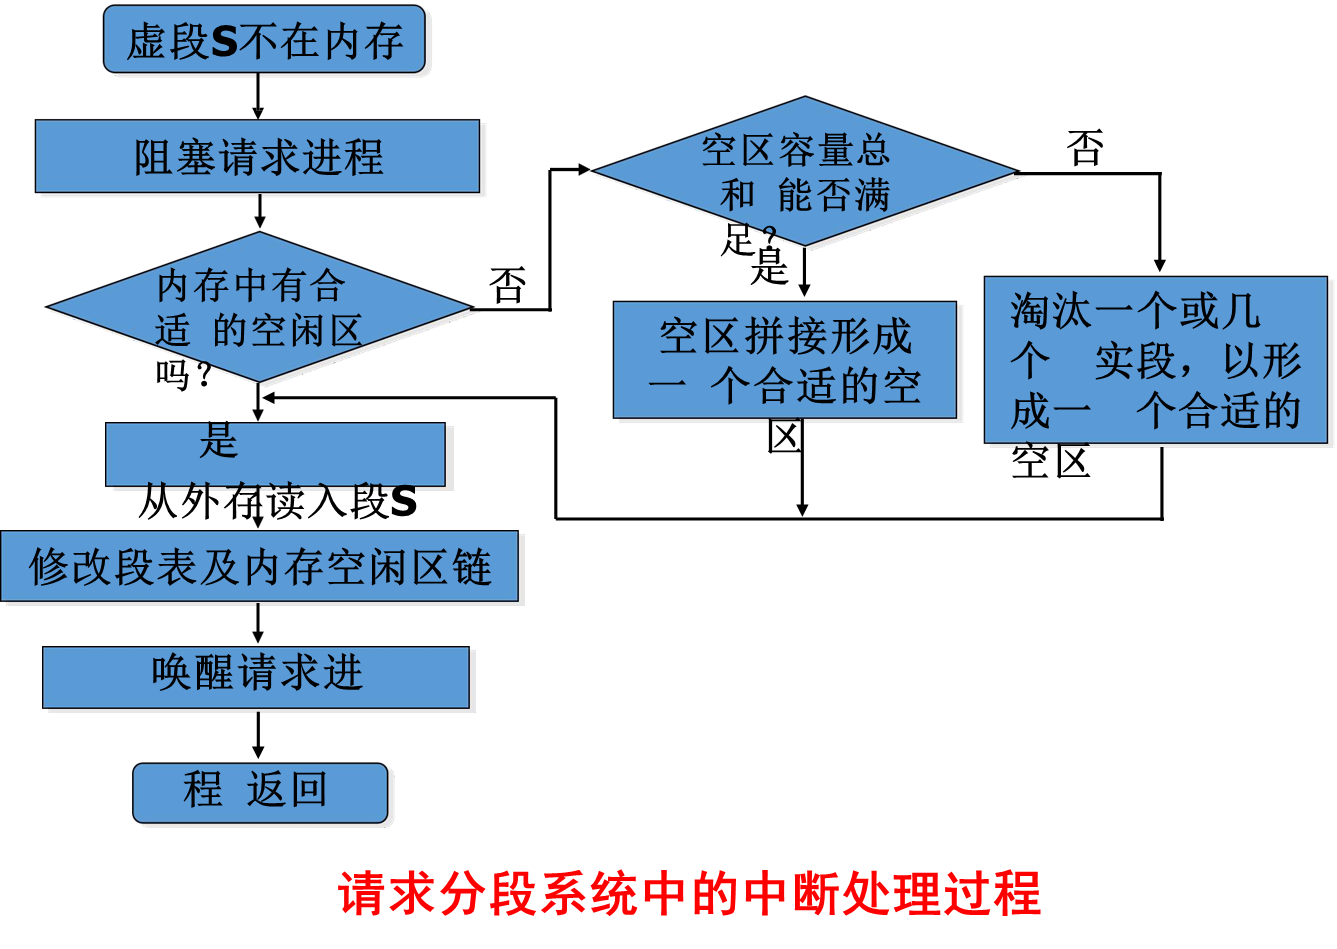 虚段S不在内存
阻塞请求进程
内存中有合
适 的空闲区
吗?
否
是
从外存读入段S
修改段表及内存空闲区链
唤醒请求进
程 返回
空区容量总
和 能否满
足?
是
否
空区拼接形成
一 个合适的空
区
淘汰一个或几
个 实段，以形
成一 个合适的
空区
请求分段系统中的中断处理过程